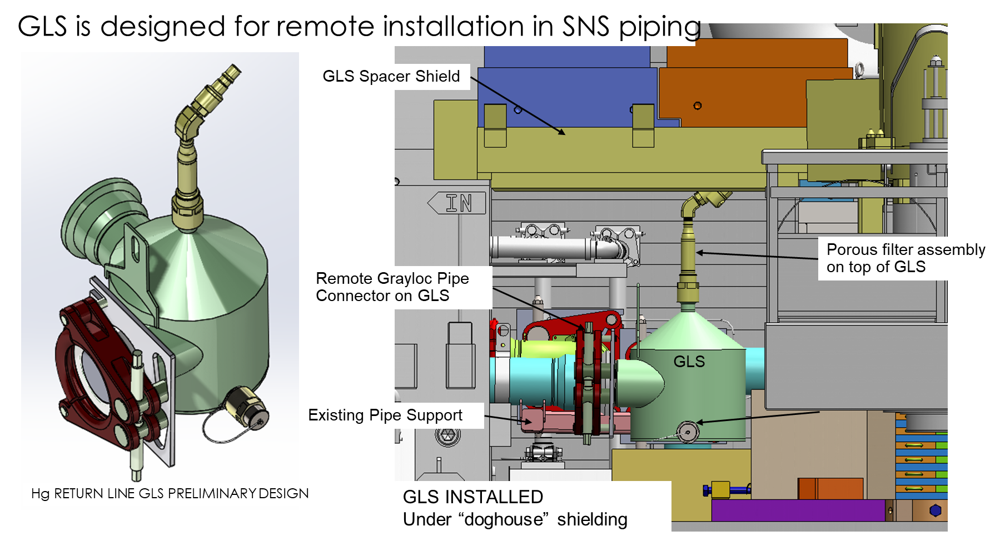 GLS is designed for remote installation in SNS piping
GLS Spacer Shield
IN
Porous filter assembly
on top of GLS
Remote Grayloc Pipe
Connector on GLS
GLS
Existing Pipe Support
Hg RETURN LINE GLS PRELIMINARY DESIGN
GLS INSTALLED
Under “doghouse” shielding